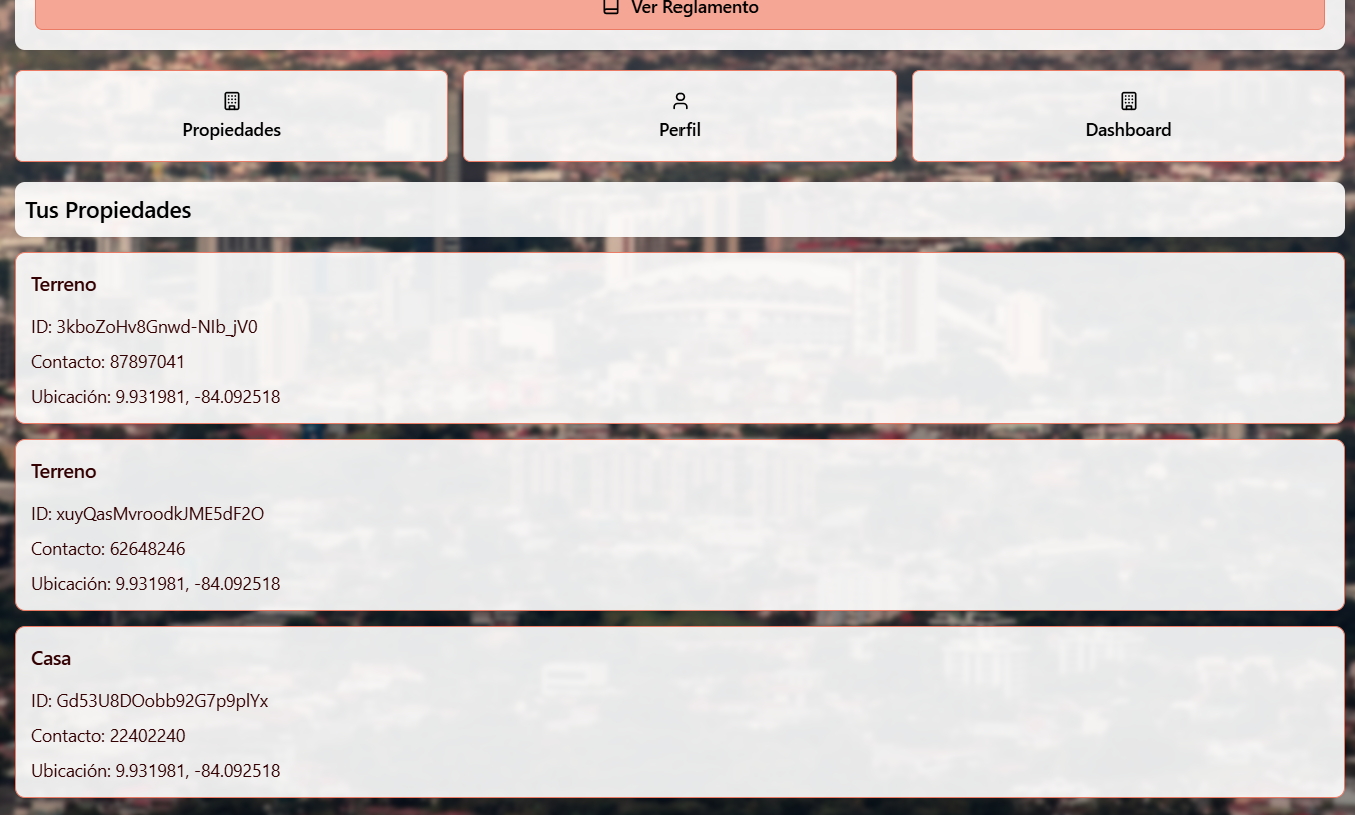 Ver Reglamento
Propiedades
Perfil
Dashboard
Tus Propiedades
Terreno
ID: 3kboZoHv8Gnwd-NIb_jV0
Contacto: 87897041
Ubicación: 9.931981, -84.092518
Terreno
ID: xuyQasMvroodkJME5dF2O
Contacto: 62648246
Ubicación: 9.931981, -84.092518
Casa
ID: Gd53U8DOobb92G7p9plYx
Contacto: 22402240
Ubicación: 9.931981, -84.092518